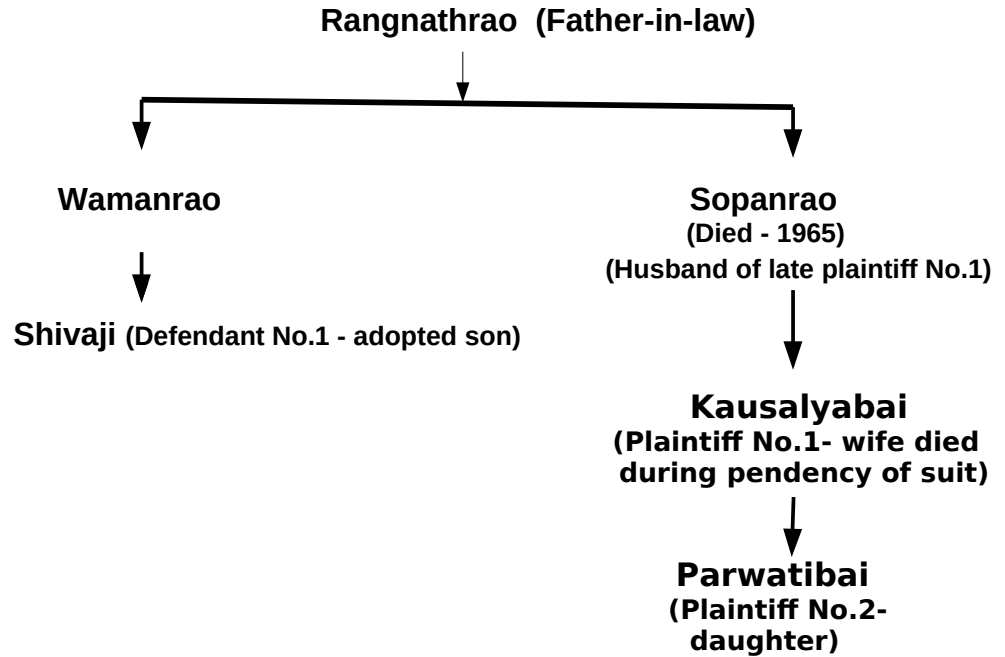 Rangnathrao (Father-in-law)
Wamanrao
Sopanrao
(Died - 1965)
(Husband of late plaintiff No.1)
Shivaji (Defendant No.1 - adopted son)
Kausalyabai
(Plaintiff No.1- wife died
during pendency of suit)
Parwatibai
(Plaintiff No.2-
daughter)